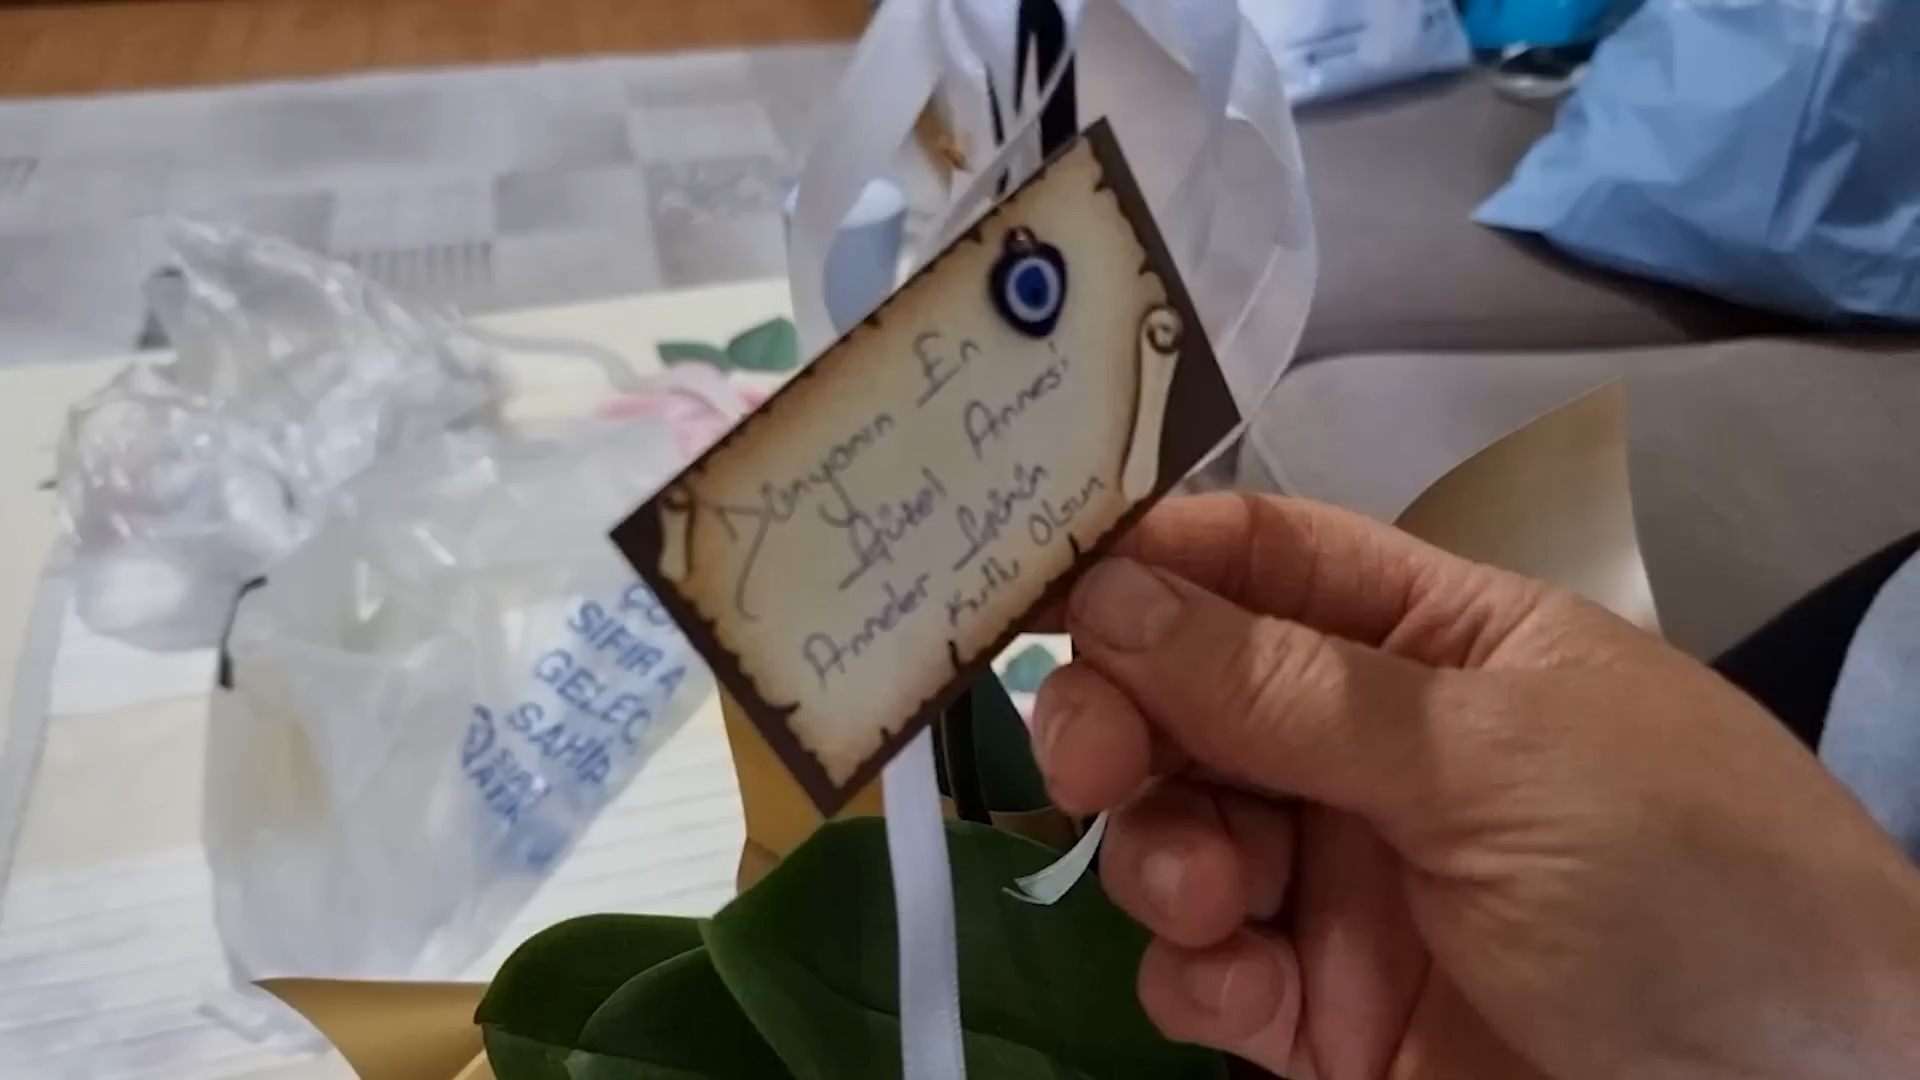 Dünyanın En
Güzel Annesi
Anneler Günün
Kutlu Olsun
SIFIR A
GELEC
SAHİP